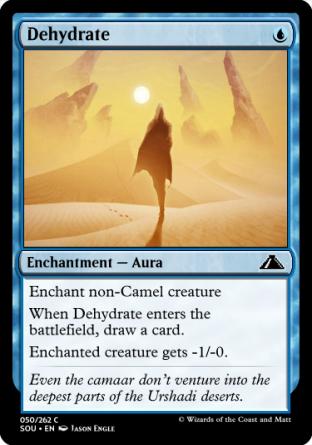 Dehydrate
Enchantment — Aura
Enchant non-Camel creature
When Dehydrate enters the
battlefield, draw a card.
Enchanted creature gets -1/-0.
Even the camaar don't venture into the
deepest parts of the Urshadi deserts.
050/262 C
SOU • EN Jason Engle
© Wizards of the Coast and Matt